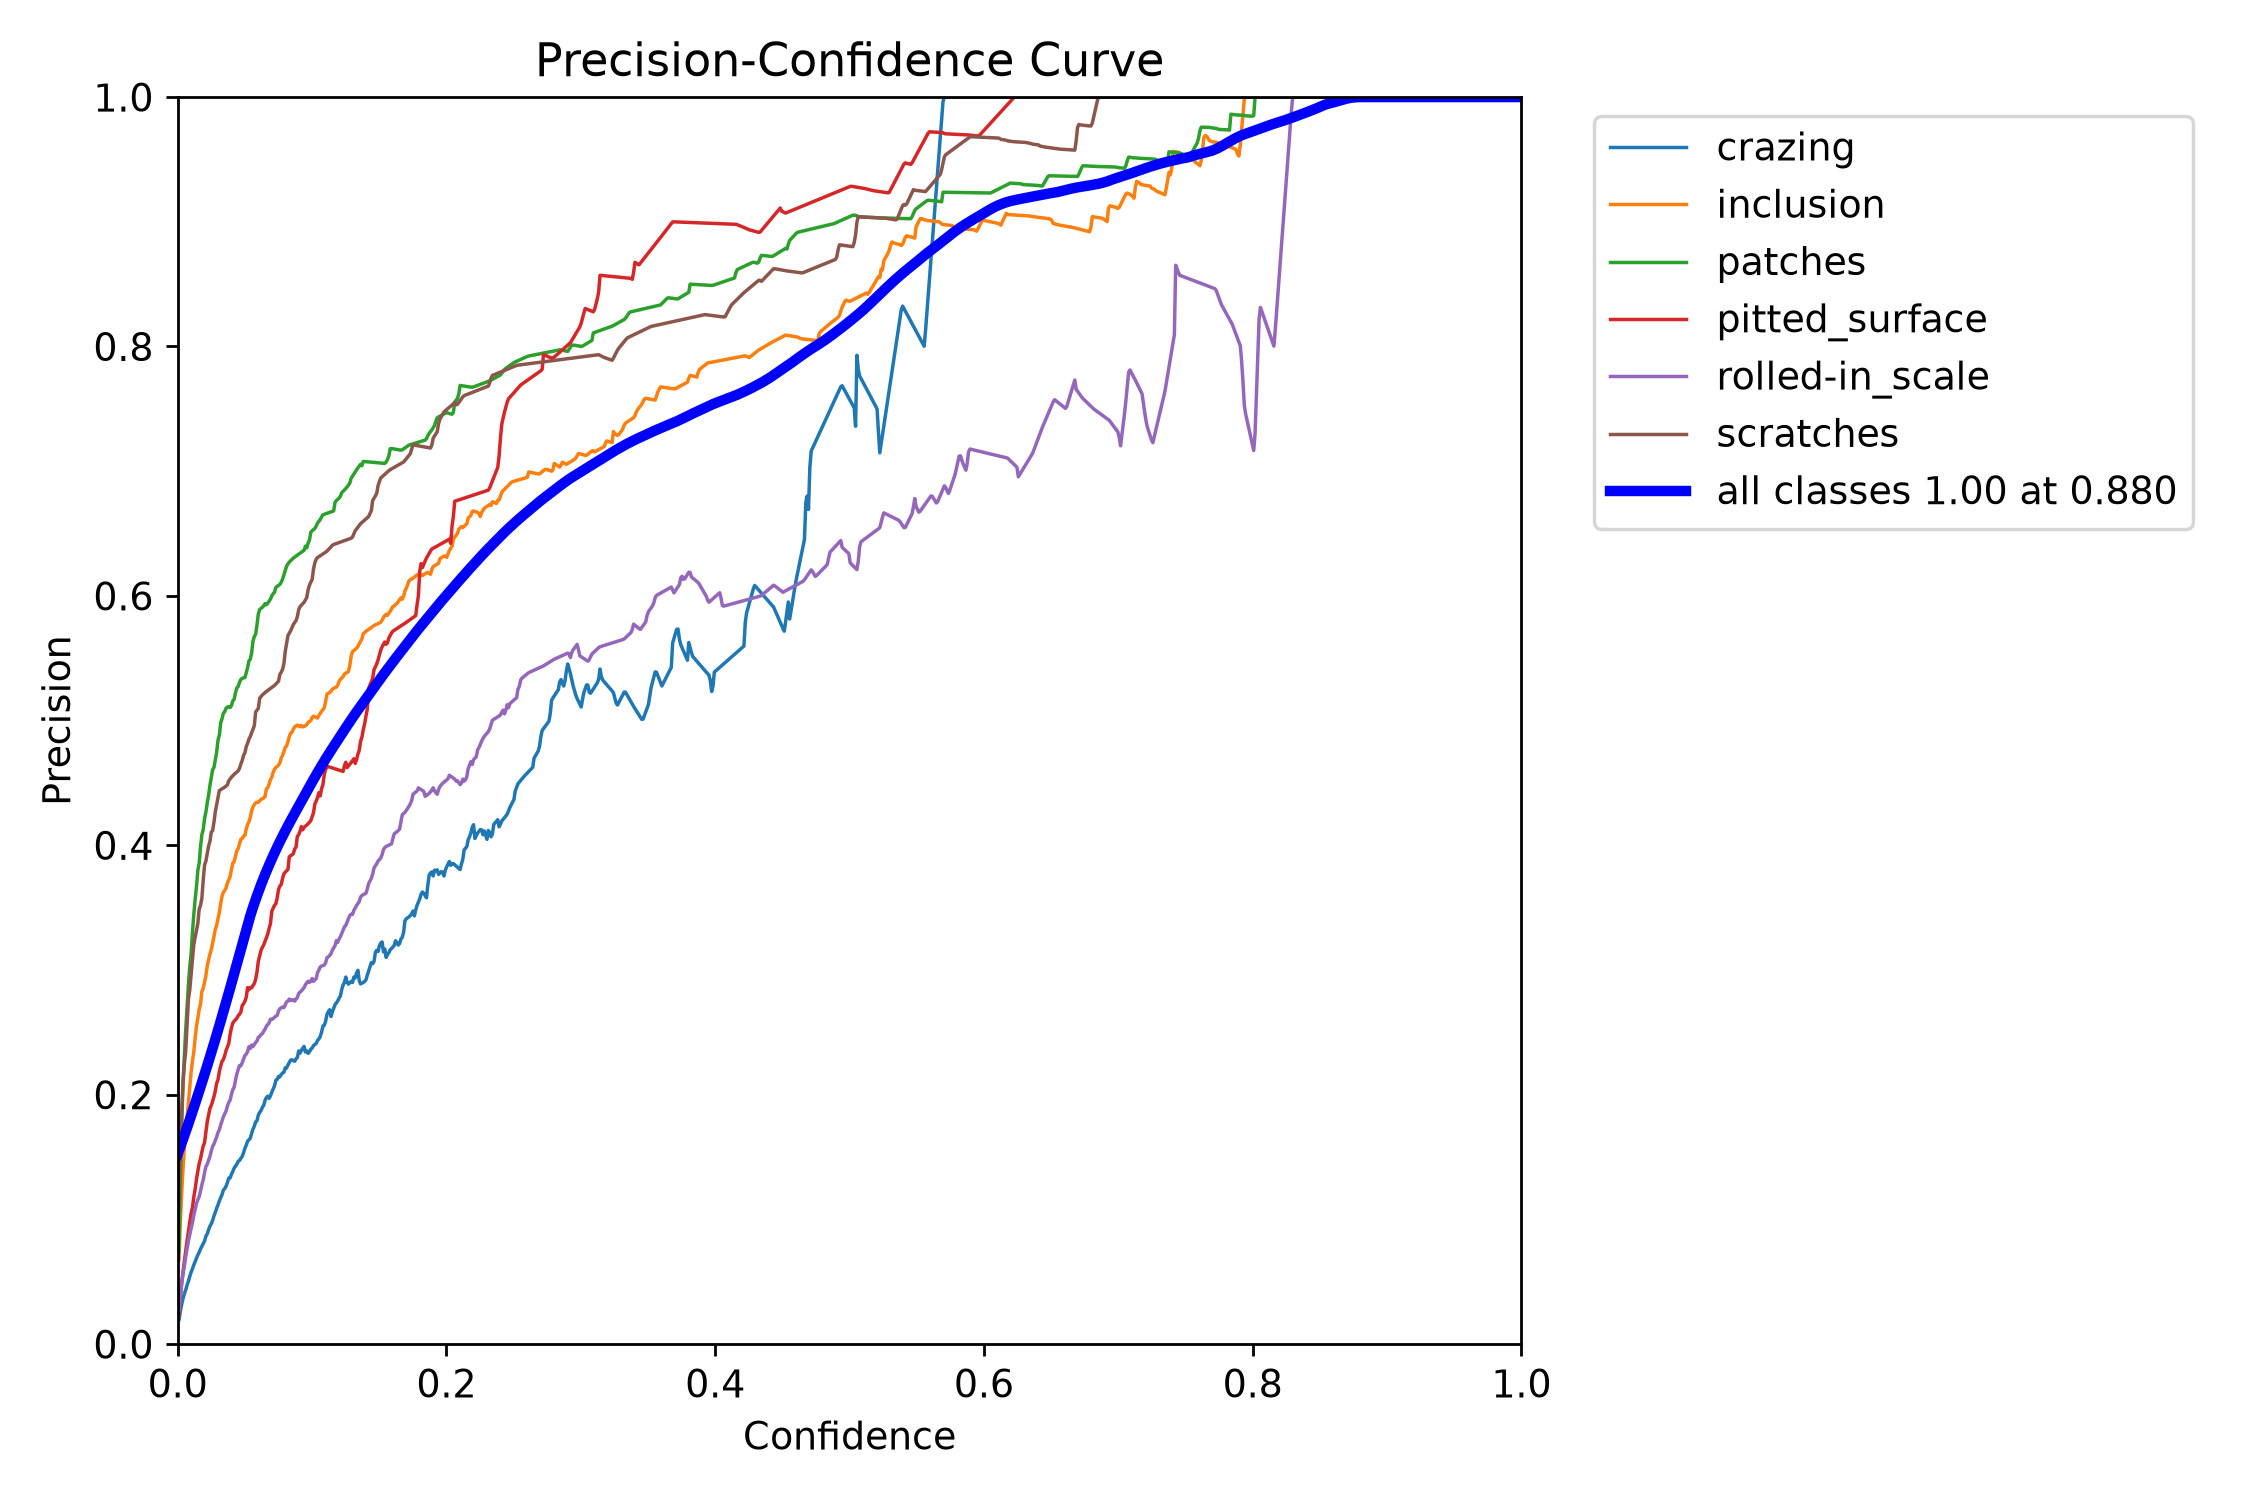 Precision-Confidence Curve
1.0
0.8
0.6
0.4
0.2
0.0
Precision
0.0 0.2 0.4 0.6 0.8 1.0
Confidence
crazing
inclusion
patches
pitted_surface
rolled-in_scale
scratches
all classes 1.00 at 0.880